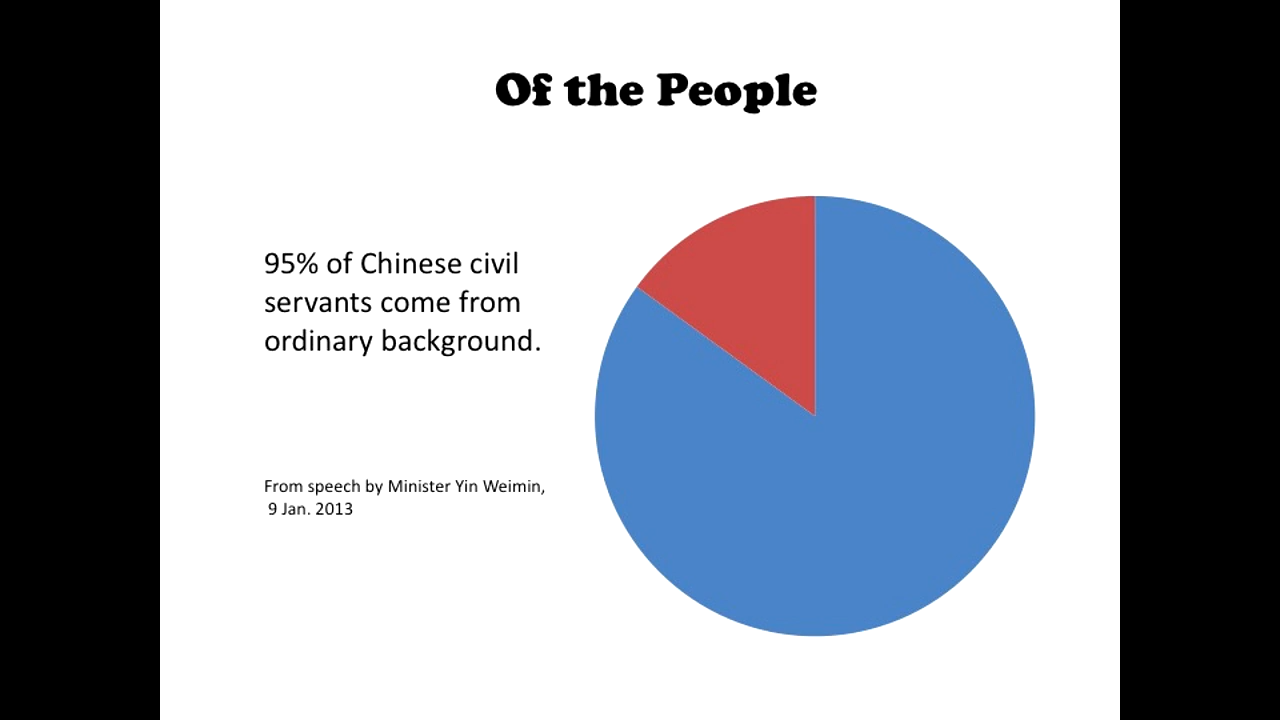 Of the People
95% of Chinese civil
servants come from
ordinary background.
From speech by Minister Yin Weimin,
9 Jan. 2013